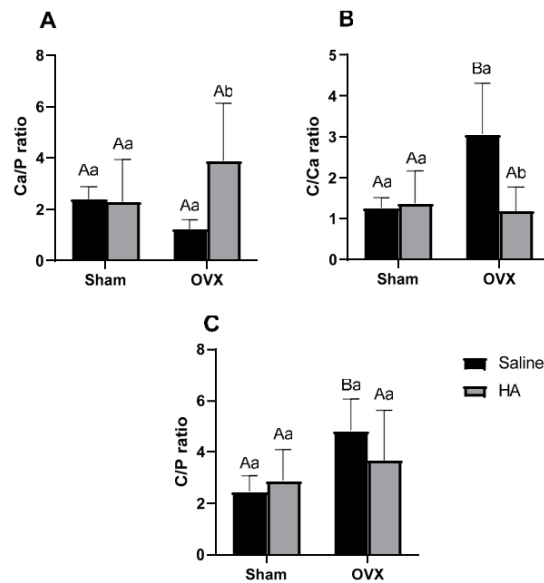 A
Ca/P ratio
8
6
4
2
0
Aa
Aa
Aa
Ab
Sham
OVX
B
C/Ca ratio
5
4
3
2
1
0
Aa
Aa
Ba
Ab
Sham
OVX
C
C/P ratio
8
6
4
2
0
Aa
Aa
Ba
Aa
Sham
OVX
Saline
HA